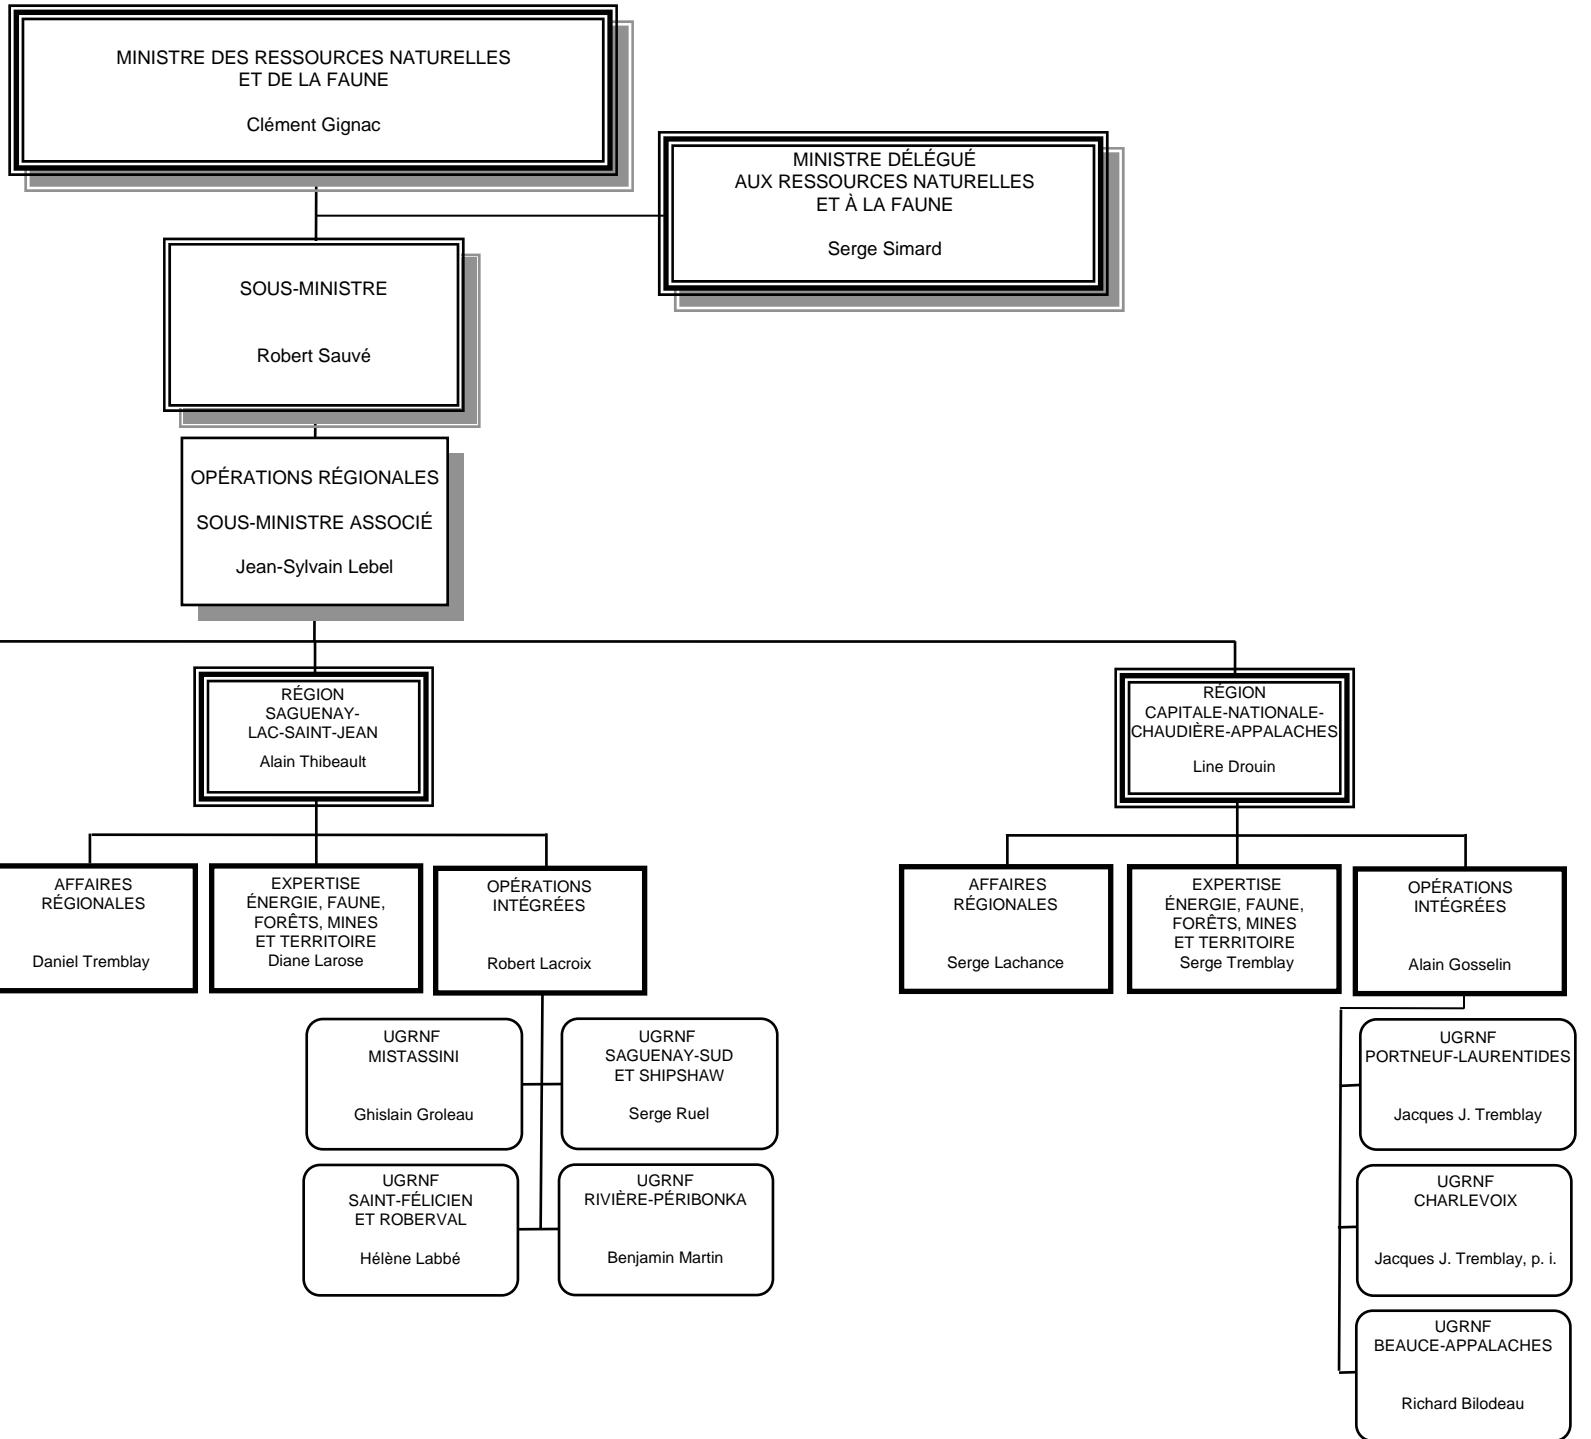 MINISTRE DES RESSOURCES NATURELLES
ET DE LA FAUNE
Clément Gignac
MINISTRE DÉLÉGUÉ
AUX RESSOURCES NATURELLES
ET À LA FAUNE
Serge Simard
SOUS-MINISTRE
Robert Sauvé
OPÉRATIONS RÉGIONALES
SOUS-MINISTRE ASSOCIÉ
Jean-Sylvain Lebel
RÉGION
SAGUENAY-
LAC-SAINT-JEAN
Alain Thibeault
RÉGION
CAPITALE-NATIONALE-
CHAUDIÈRE-APPALACHES
Line Drouin
AFFAIRES
RÉGIONALES
Daniel Tremblay
EXPERTISE
ÉNERGIE, FAUNE,
FORÊTS, MINES
ET TERRITOIRE
Diane Larose
OPÉRATIONS
INTÉGRÉES
Robert Lacroix
AFFAIRES
RÉGIONALES
Serge Lachance
EXPERTISE
ÉNERGIE, FAUNE,
FORÊTS, MINES
ET TERRITOIRE
Serge Tremblay
OPÉRATIONS
INTÉGRÉES
Alain Gosselin
UGRNF
MISTASSINI
Ghislain Groleau
UGRNF
SAGUENAY-SUD
ET SHIPSHAW
Serge Ruel
UGRNF
SAINT-FÉLICIEN
ET ROBERVAL
Hélène Labbé
UGRNF
RIVIÈRE-PÉRIBONKA
Benjamin Martin
UGRNF
PORTNEUF-LAURENTIDES
Jacques J. Tremblay
UGRNF
CHARLEVOIX
Jacques J. Tremblay, p. i.
UGRNF
BEAUCE-APPALACHES
Richard Bilodeau